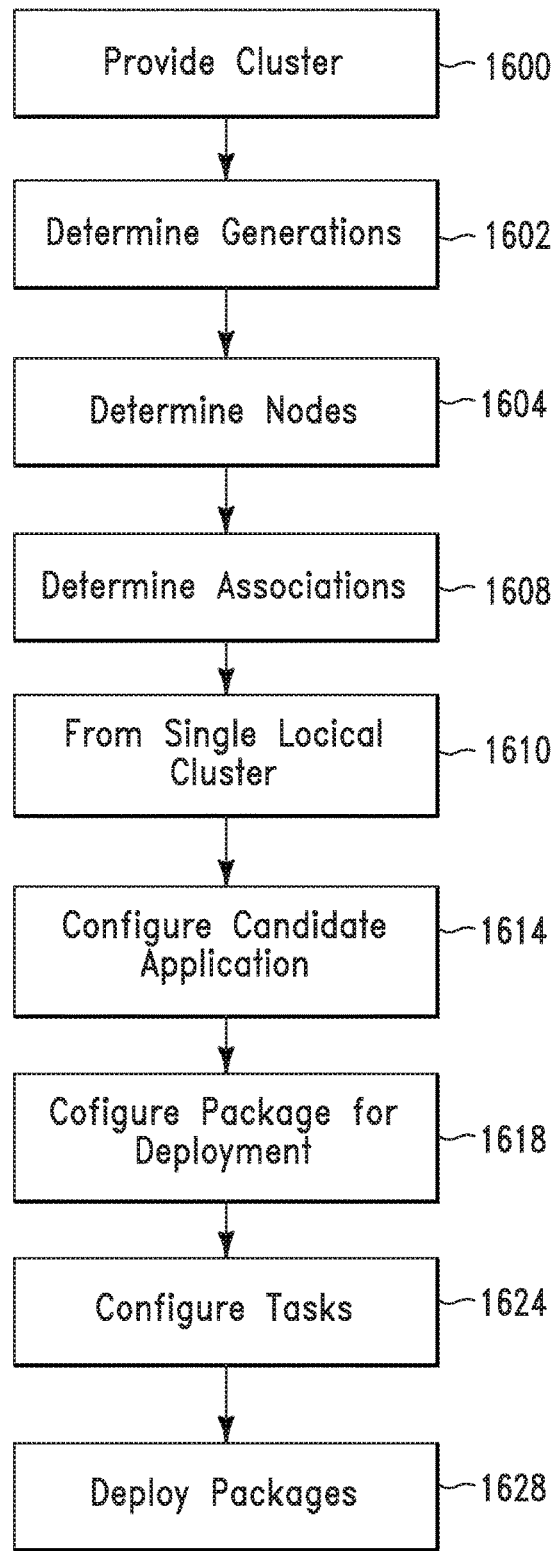 Provide Cluster
1600
Determine Generations
1602
Determine Nodes
1604
Determine Associations
1608
From Single Locical
Cluster
1610
Configure Candidate
Application
1614
Cofigure Package for
Deployment
1618
Configure Tasks
1624
Deploy Packages
1628